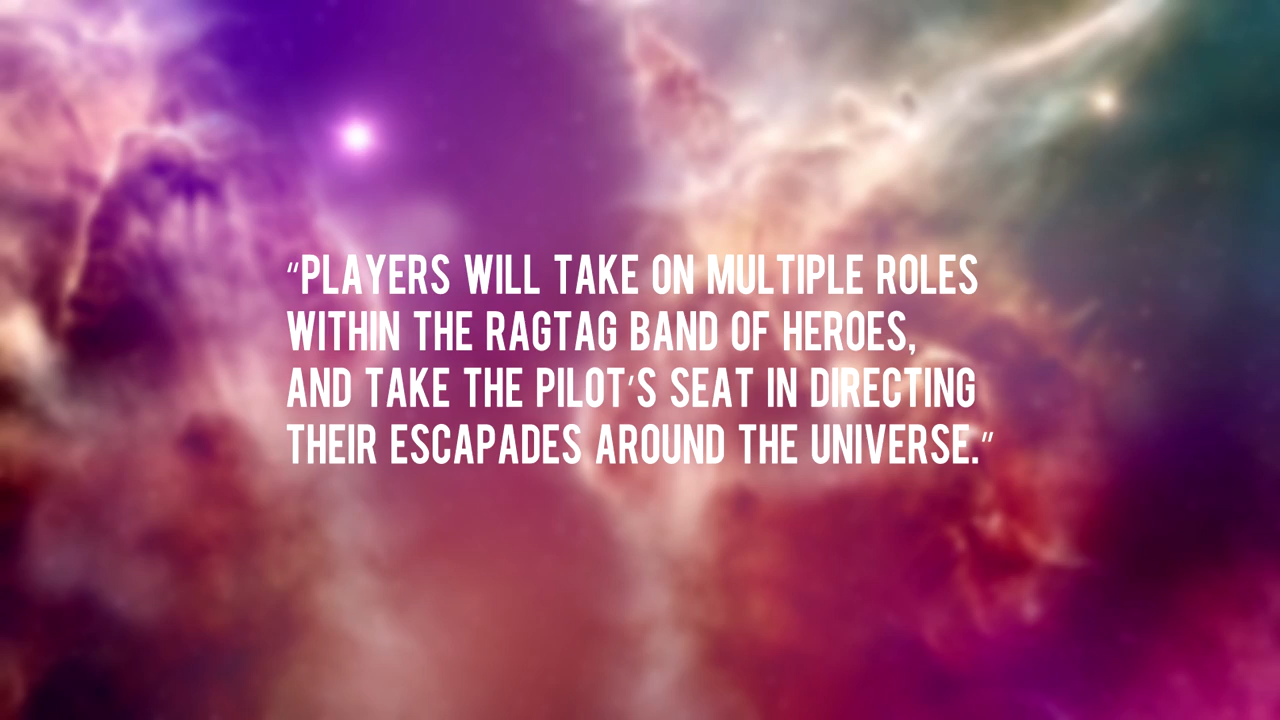 "PLAYERS WILL TAKE ON MULTIPLE ROLES
WITHIN THE RAGTAG BAND OF HEROES,
AND TAKE THE PILOT'S SEAT IN DIRECTING
THEIR ESCAPADES AROUND THE UNIVERSE."